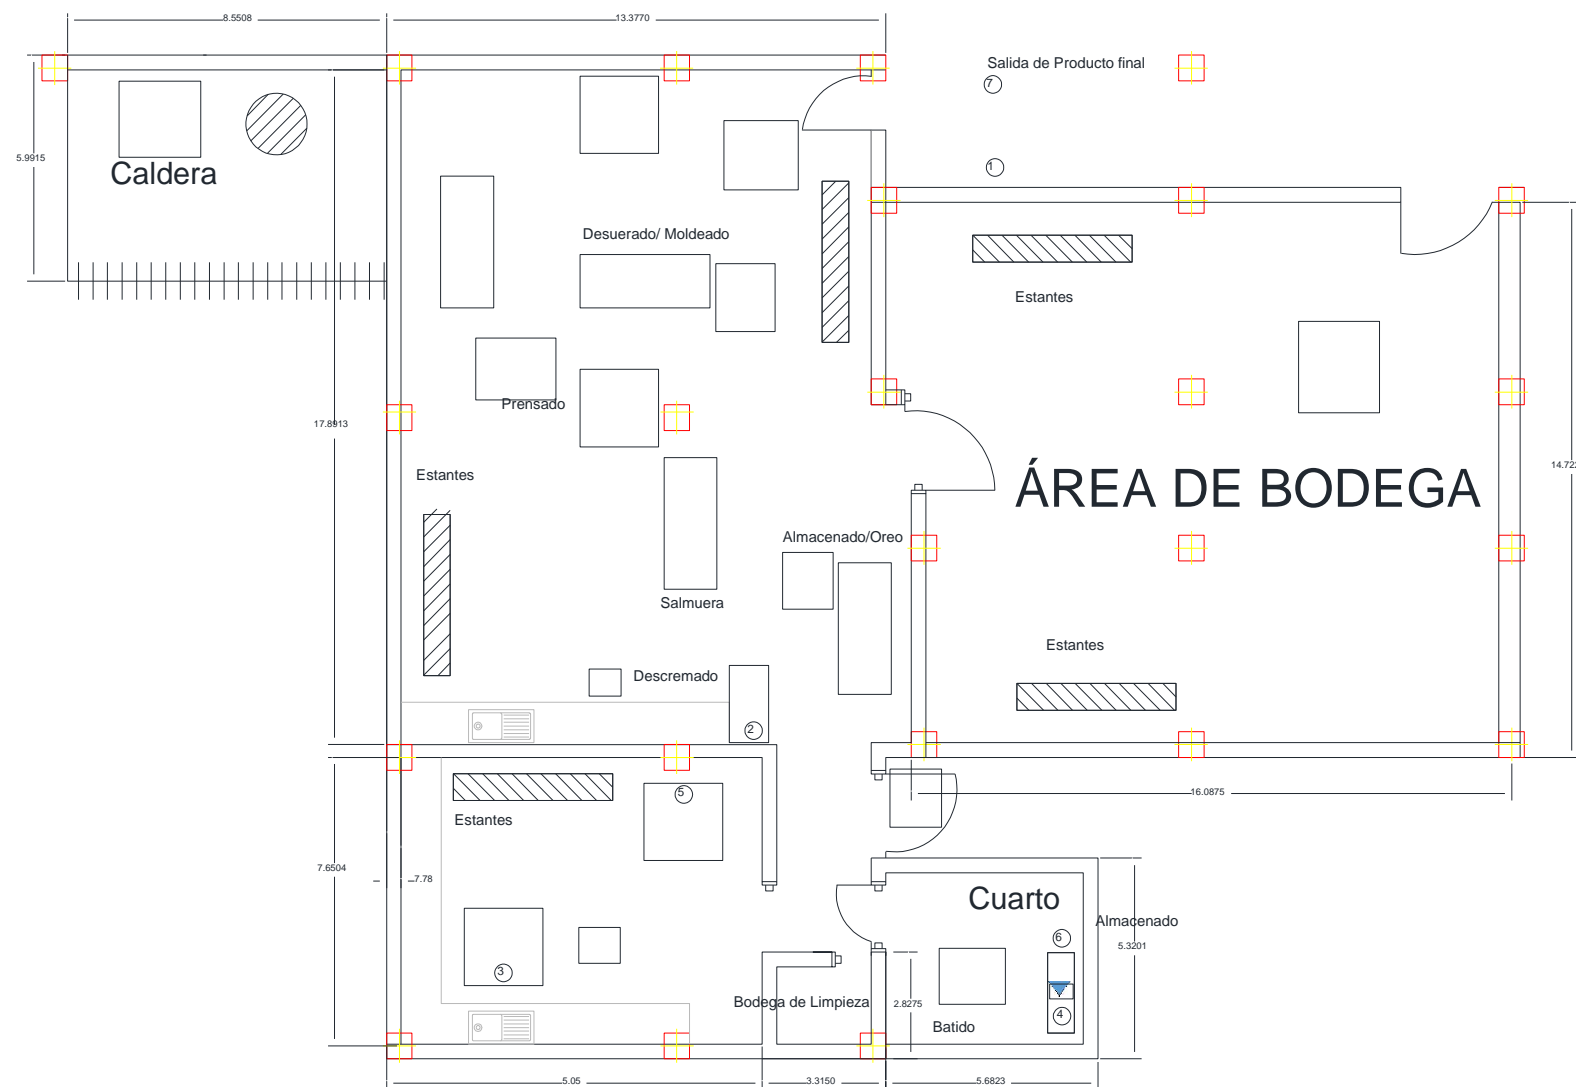 8.5508
13.3770
Salida de Producto final
7
5.9915
1
Caldera
Desuerado/ Moldeado
Estantes
Prensado
17.8913
Estantes
14.722
ÁREA DE BODEGA
Almacenado/Oreo
Salmuera
Estantes
Descremado
2
5
16.0875
Estantes
7.6504
7.78
Cuarto
Almacenado
6
5.3201
3
Bodega de Limpieza
2.8275
4
Batido
5.05
3.3150
5.6823